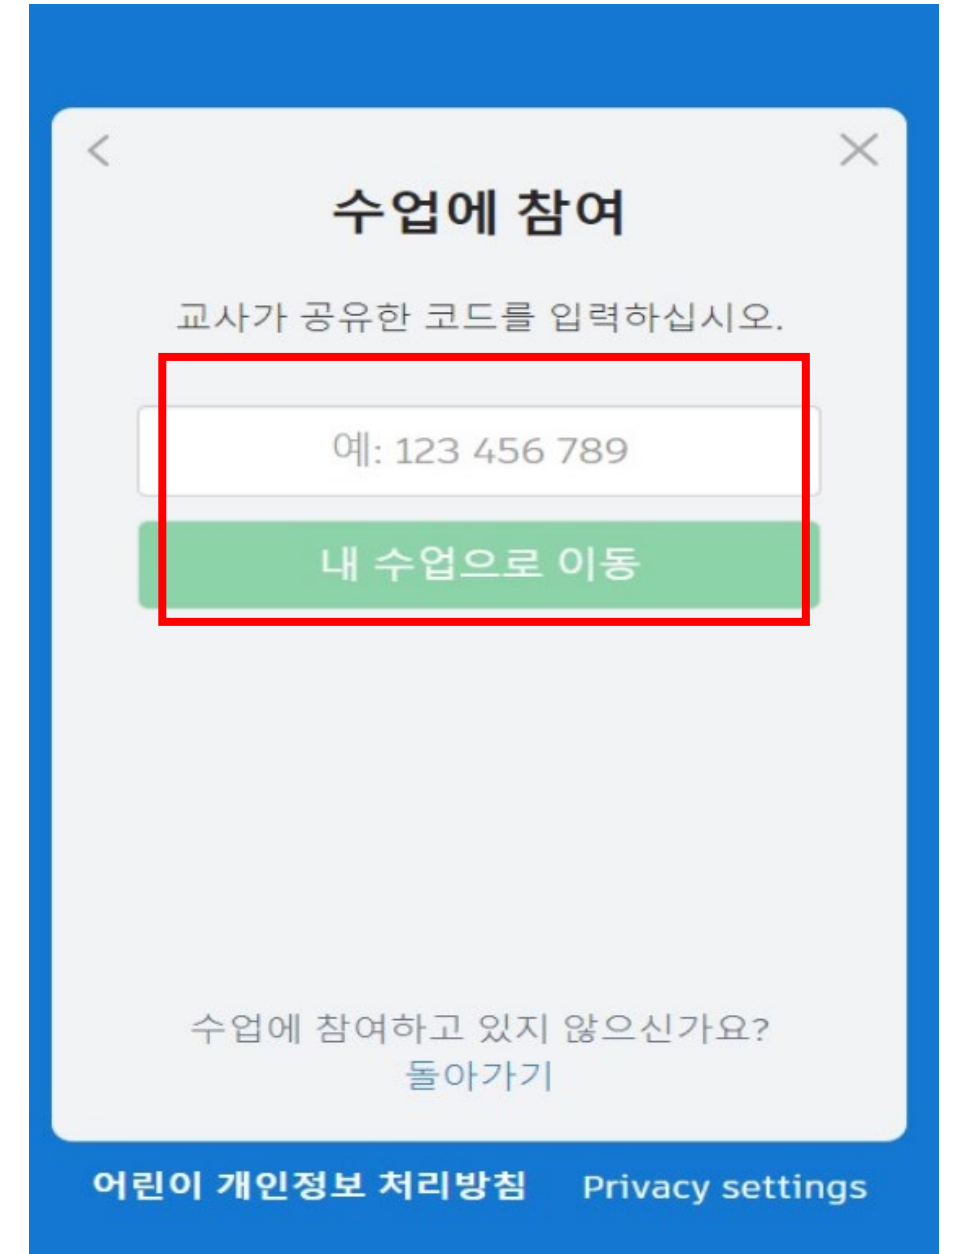 수업에 참여
교사가 공유한 코드를 입력하십시오.
예: 123 456 789
내 수업으로 이동
수업에 참여하고 있지 않으신가요?
돌아가기
어린이 개인정보 처리방침 Privacy settings